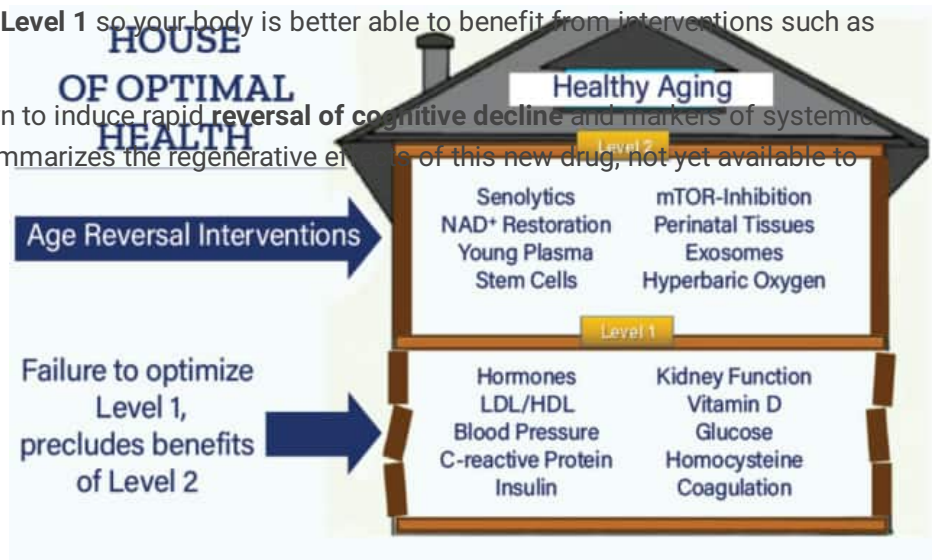 Level 1 so your body is better able to benefit from interventions such as
HOUSE
OF OPTIMAL
HEALTH
n to induce rapid reversal of cognitive decline and markers of systemic
mmarizes the regenerative of this new drug, not yet available to
Healthy Aging
Level 2
Age Reversal Interventions
Senolytics
NAD⁺ Restoration
Young Plasma
Stem Cells
mTOR-Inhibition
Perinatal Tissues
Exosomes
Hyperbaric Oxygen
Level 1
Failure to optimize
Level 1,
precludes benefits
of Level 2
Hormones
LDL/HDL
Blood Pressure
C-reactive Protein
Insulin
Kidney Function
Vitamin D
Glucose
Homocysteine
Coagulation